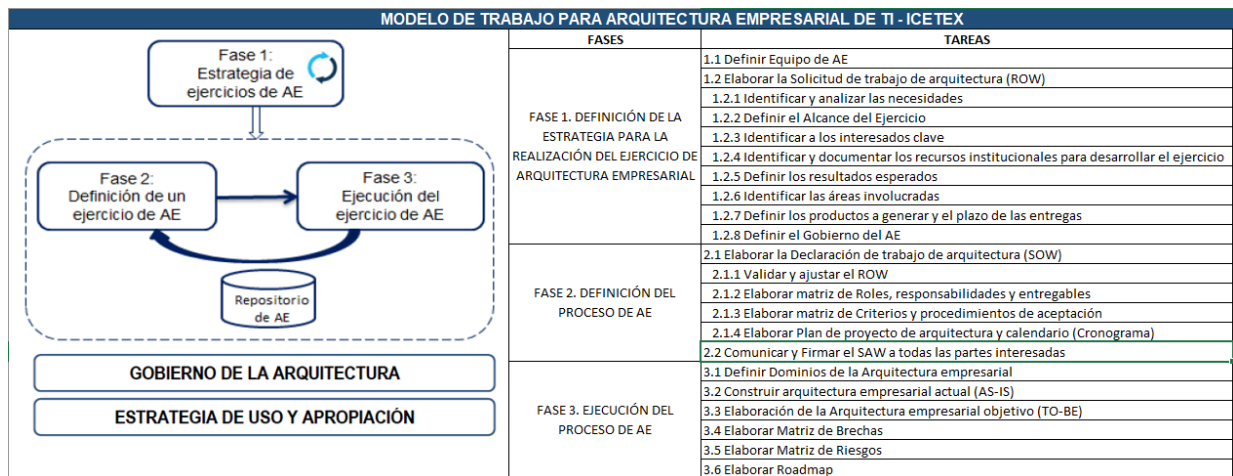 MODELO DE TRABAJO PARA ARQUITECTURA EMPRESARIAL DE TI - ICETEX
Fase 1:
Estrategia de
ejercicios de AE
Fase 2:
Definición de un
ejercicio de AE
Fase 3:
Ejecución del
ejercicio de AE
Repositorio
de AE
GOBIERNO DE LA ARQUITECTURA
ESTRATEGIA DE USO Y APROPIACIÓN
FASES
TAREAS
FASE 1. DEFINICIÓN DE LA
ESTRATEGIA PARA LA
REALIZACIÓN DEL EJERCICIO DE
ARQUITECTURA EMPRESARIAL
1.1 Definir Equipo de AE
1.2 Elaborar la Solicitud de trabajo de arquitectura (ROW)
1.2.1 Identificar y analizar las necesidades
1.2.2 Definir el Alcance del Ejercicio
1.2.3 Identificar a los interesados clave
1.2.4 Identificar y documentar los recursos institucionales para desarrollar el ejercicio
1.2.5 Definir los resultados esperados
1.2.6 Identificar las áreas involucradas
1.2.7 Definir los productos a generar y el plazo de las entregas
1.2.8 Definir el Gobierno del AE
FASE 2. DEFINICIÓN DEL
PROCESO DE AE
2.1 Elaborar la Declaración de trabajo de arquitectura (SOW)
2.1.1 Validar y ajustar el ROW
2.1.2 Elaborar matriz de Roles, responsabilidades y entregables
2.1.3 Elaborar matriz de Criterios y procedimientos de aceptación
2.1.4 Elaborar Plan de proyecto de arquitectura y calendario (Cronograma)
2.2 Comunicar y Firmar el SAW a todas las partes interesadas
FASE 3. EJECUCIÓN DEL
PROCESO DE AE
3.1 Definir Dominios de la Arquitectura empresarial
3.2 Construir arquitectura empresarial actual (AS-IS)
3.3 Elaboración de la Arquitectura empresarial objetivo (TO-BE)
3.4 Elaborar Matriz de Brechas
3.5 Elaborar Matriz de Riesgos
3.6 Elaborar Roadmap